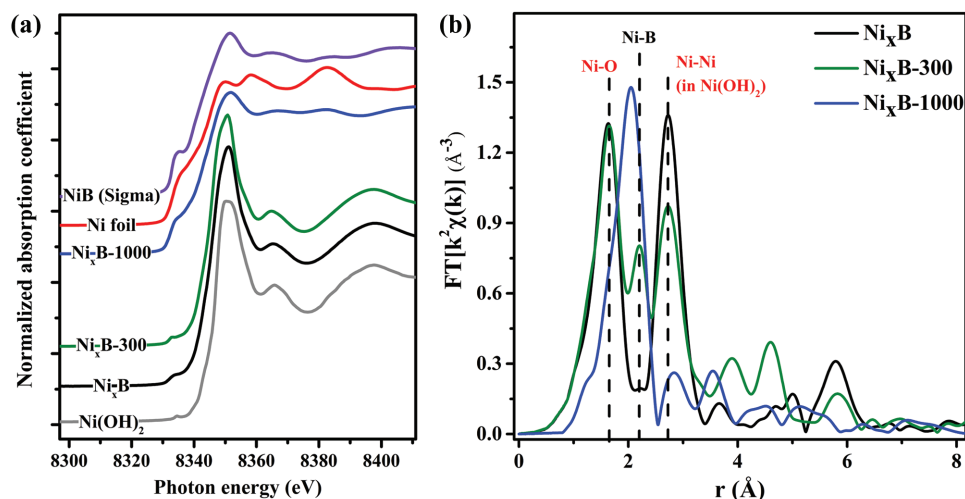 (a)
Normalized absorption coefficient
NiB (Sigma)
Ni foil
NiₓB-1000
NiₓB-300
NiₓB
Ni(OH)₂
8300 8320 8340 8360 8380 8400
Photon energy (eV)
(b)
FT[k²χ(k)] (Å⁻³)
1.5
1.2
0.9
0.6
0.3
0.0
Ni-O
Ni-B
Ni-Ni
(in Ni(OH)₂)
NiₓB
NiₓB-300
NiₓB-1000
0 2 4 6 8
r (Å)